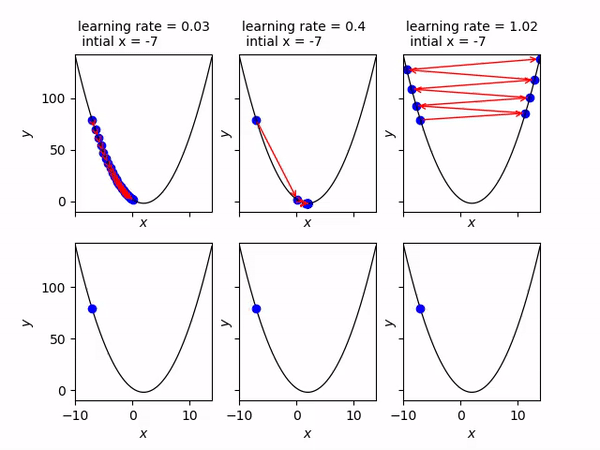 learning rate = 0.03
intial x = -7
learning rate = 0.4
intial x = -7
learning rate = 1.02
intial x = -7
100
50
0
y
x
y
x
y
x
100
50
0
y
−10
0
10
x
y
−10
0
10
x
y
−10
0
10
x